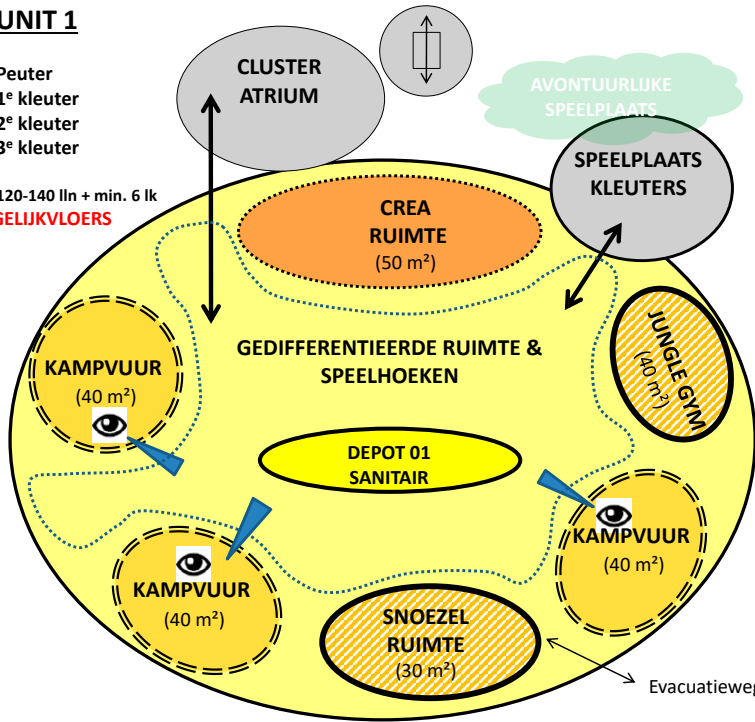 UNIT 1
Peuter
1e kleuter
2e kleuter
3e kleuter
120-140 lln + min. 6 lk
GELIJKVLOERS
CLUSTER
ATRIUM
AVONTUURLIJKE
SPEELPLAATS
SPEELPLAATS
KLEUTERS
CREA
RUIMTE
(50 m²)
KAMPVUUR
(40 m²)
GEDIFFERENTIEERDE RUIMTE &
SPEELHOEKEN
JUNGLE GYM
(40 m²)
DEPOT 01
SANITAIR
KAMPVUUR
(40 m²)
KAMPVUUR
(40 m²)
SNOEZEL
RUIMTE
(30 m²)
Evacuatieweg